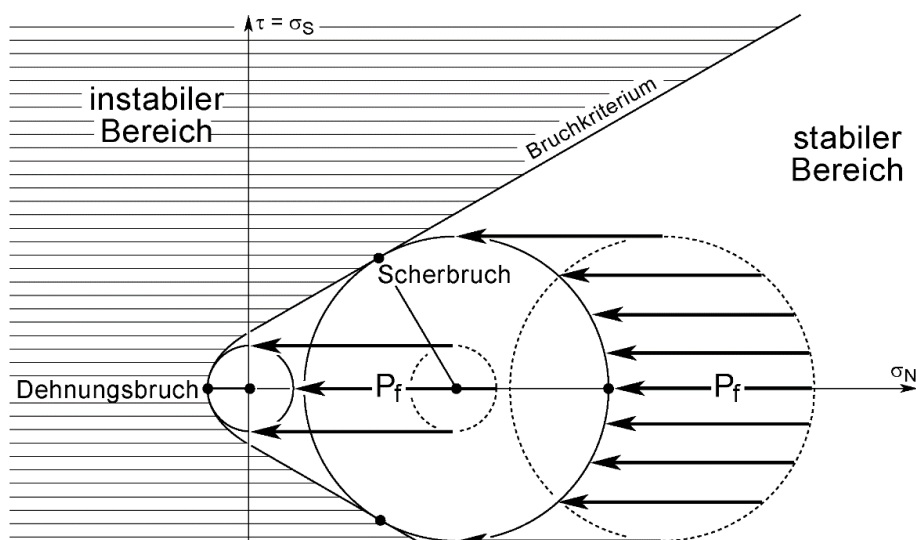 τ = σS
instabiler
Bereich
Bruchkriterium
stabiler
Bereich
Scherbruch
Dehnungsbruch
Pf
Pf
σN